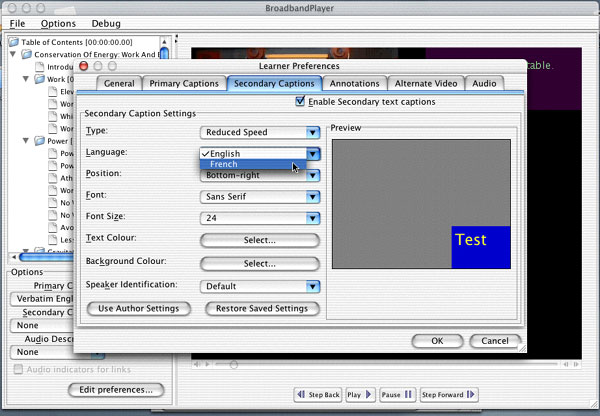 BroadbandPlayer
File Options Debug
Table of Contents [00:00:00.00]
Conservation Of Energy: Work And E
Introdu
Work [
Elev
Wor
Wh
Wor
Power [
Pow
Pow
Ath
Wor
No W
No W
Avo
Less
Gravita
table.
Learner Preferences
General Primary Captions Secondary Captions Annotations Alternate Video Audio
Enable Secondary text captions
Secondary Caption Settings
Type: Reduced Speed
Language: English
French
Position: Bottom-right
Font: Sans Serif
Font Size: 24
Text Colour: Select...
Background Colour: Select...
Speaker Identification: Default
Use Author Settings Restore Saved Settings
Preview
Test
OK Cancel
Options
Primary C
Verbatim Engl
Secondary C
None
Audio Desc
None
Audio indicators for links
Edit preferences...
Step Back Play Pause Step Forward